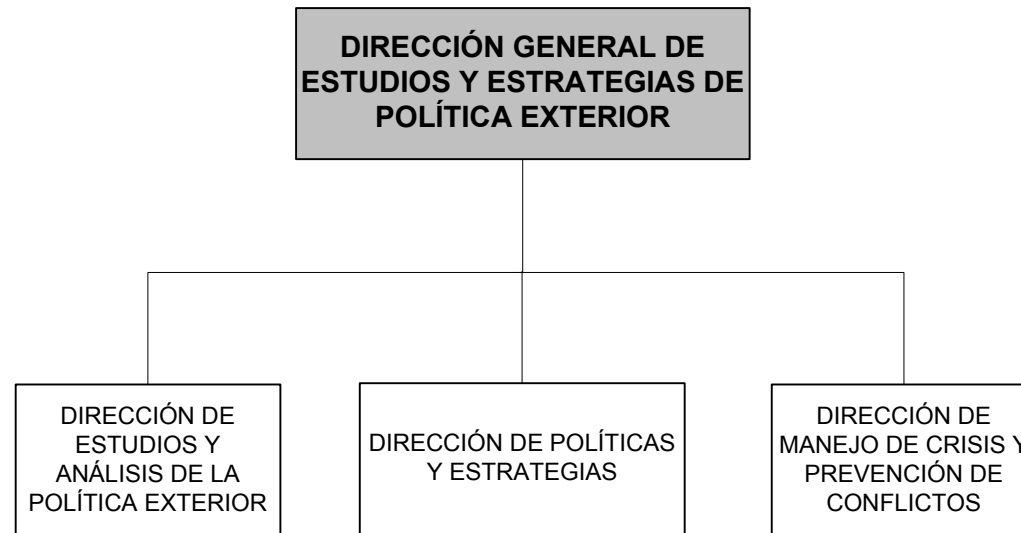 DIRECCIÓN GENERAL DE
ESTUDIOS Y ESTRATEGIAS DE
POLÍTICA EXTERIOR
DIRECCIÓN DE
ESTUDIOS Y
ANÁLISIS DE LA
POLÍTICA EXTERIOR
DIRECCIÓN DE POLÍTICAS
Y ESTRATEGIAS
DIRECCIÓN DE
MANEJO DE CRISIS Y
PREVENCIÓN DE
CONFLICTOS